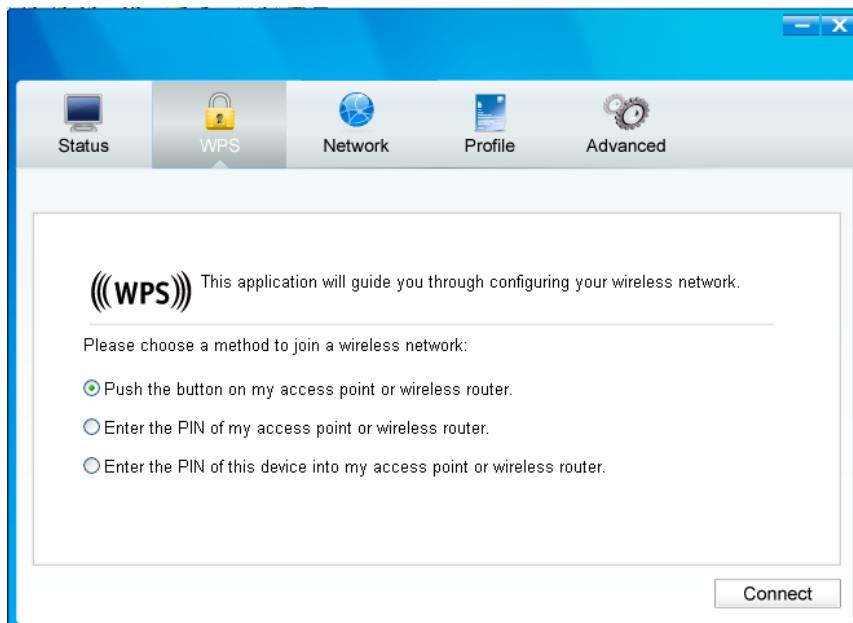 Status WPS Network Profile Advanced
(((WPS))) This application will guide you through configuring your wireless network.
Please choose a method to join a wireless network:
Push the button on my access point or wireless router.
Enter the PIN of my access point or wireless router.
Enter the PIN of this device into my access point or wireless router.
Connect